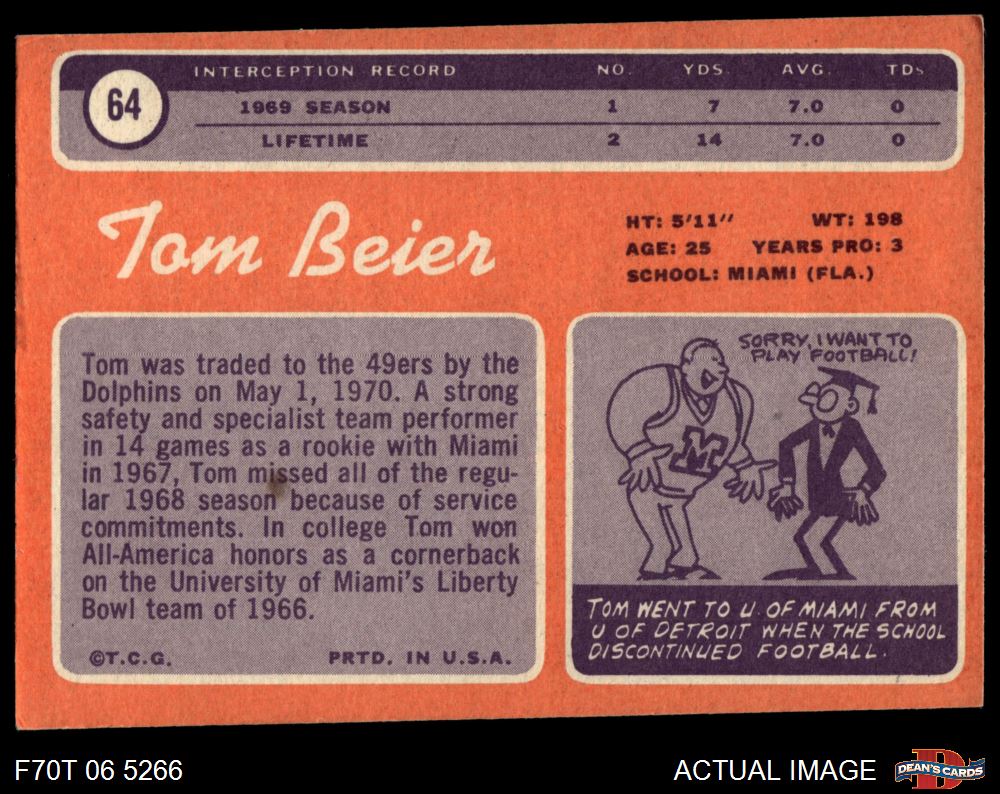 64
INTERCEPTION RECORD NO. YDS. AVG. TDs
1969 SEASON 1 7 7.0 0
LIFETIME 2 14 7.0 0
Tom Beier
HT: 5'11" WT: 198
AGE: 25 YEARS PRO: 3
SCHOOL: MIAMI (FLA.)
Tom was traded to the 49ers by the
Dolphins on May 1, 1970. A strong
safety and specialist team performer
in 14 games as a rookie with Miami
in 1967, Tom missed all of the regu-
lar 1968 season because of service
commitments. In college Tom won
All-America honors as a cornerback
on the University of Miami's Liberty
Bowl team of 1966.
©T.C.G. PRTD. IN U.S.A.
SORRY, I WANT TO
PLAY FOOTBALL!
M
TOM WENT TO U. OF MIAMI FROM
U OF DETROIT WHEN THE SCHOOL
DISCONTINUED FOOTBALL.
F70T 06 5266
ACTUAL IMAGE
D
DEAN'S CARDS